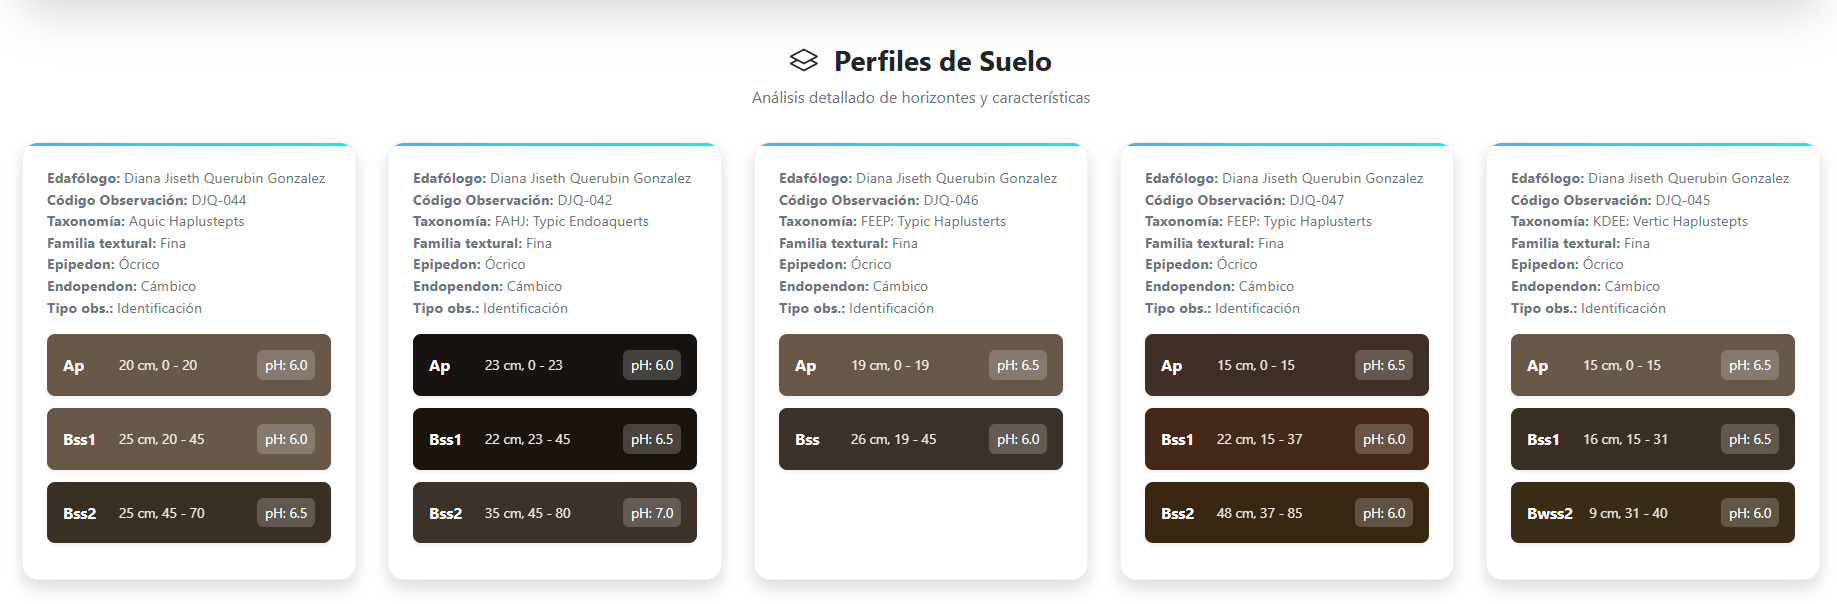 Perfiles de Suelo
Análisis detallado de horizontes y características
Edafólogo: Diana Jiseth Querubin Gonzalez
Código Observación: DJQ-044
Taxonomía: Aquic Haplustepts
Familia textural: Fina
Epipedon: Ócrico
Endopendon: Cámbico
Tipo obs.: Identificación
Ap 20 cm, 0 - 20 pH: 6.0
Bss1 25 cm, 20 - 45 pH: 6.0
Bss2 25 cm, 45 - 70 pH: 6.5
Edafólogo: Diana Jiseth Querubin Gonzalez
Código Observación: DJQ-042
Taxonomía: FAHJ: Typic Endoaquerts
Familia textural: Fina
Epipedon: Ócrico
Endopendon: Cámbico
Tipo obs.: Identificación
Ap 23 cm, 0 - 23 pH: 6.0
Bss1 22 cm, 23 - 45 pH: 6.5
Bss2 35 cm, 45 - 80 pH: 7.0
Edafólogo: Diana Jiseth Querubin Gonzalez
Código Observación: DJQ-046
Taxonomía: FEEP: Typic Haplusterts
Familia textural: Fina
Epipedon: Ócrico
Endopendon: Cámbico
Tipo obs.: Identificación
Ap 19 cm, 0 - 19 pH: 6.5
Bss 26 cm, 19 - 45 pH: 6.0
Edafólogo: Diana Jiseth Querubin Gonzalez
Código Observación: DJQ-047
Taxonomía: FEEP: Typic Haplusterts
Familia textural: Fina
Epipedon: Ócrico
Endopendon: Cámbico
Tipo obs.: Identificación
Ap 15 cm, 0 - 15 pH: 6.5
Bss1 22 cm, 15 - 37 pH: 6.0
Bss2 48 cm, 37 - 85 pH: 6.0
Edafólogo: Diana Jiseth Querubin Gonzalez
Código Observación: DJQ-045
Taxonomía: KDEE: Vertic Haplustepts
Familia textural: Fina
Epipedon: Ócrico
Endopendon: Cámbico
Tipo obs.: Identificación
Ap 15 cm, 0 - 15 pH: 6.5
Bss1 16 cm, 15 - 31 pH: 6.5
Bwss2 9 cm, 31 - 40 pH: 6.0